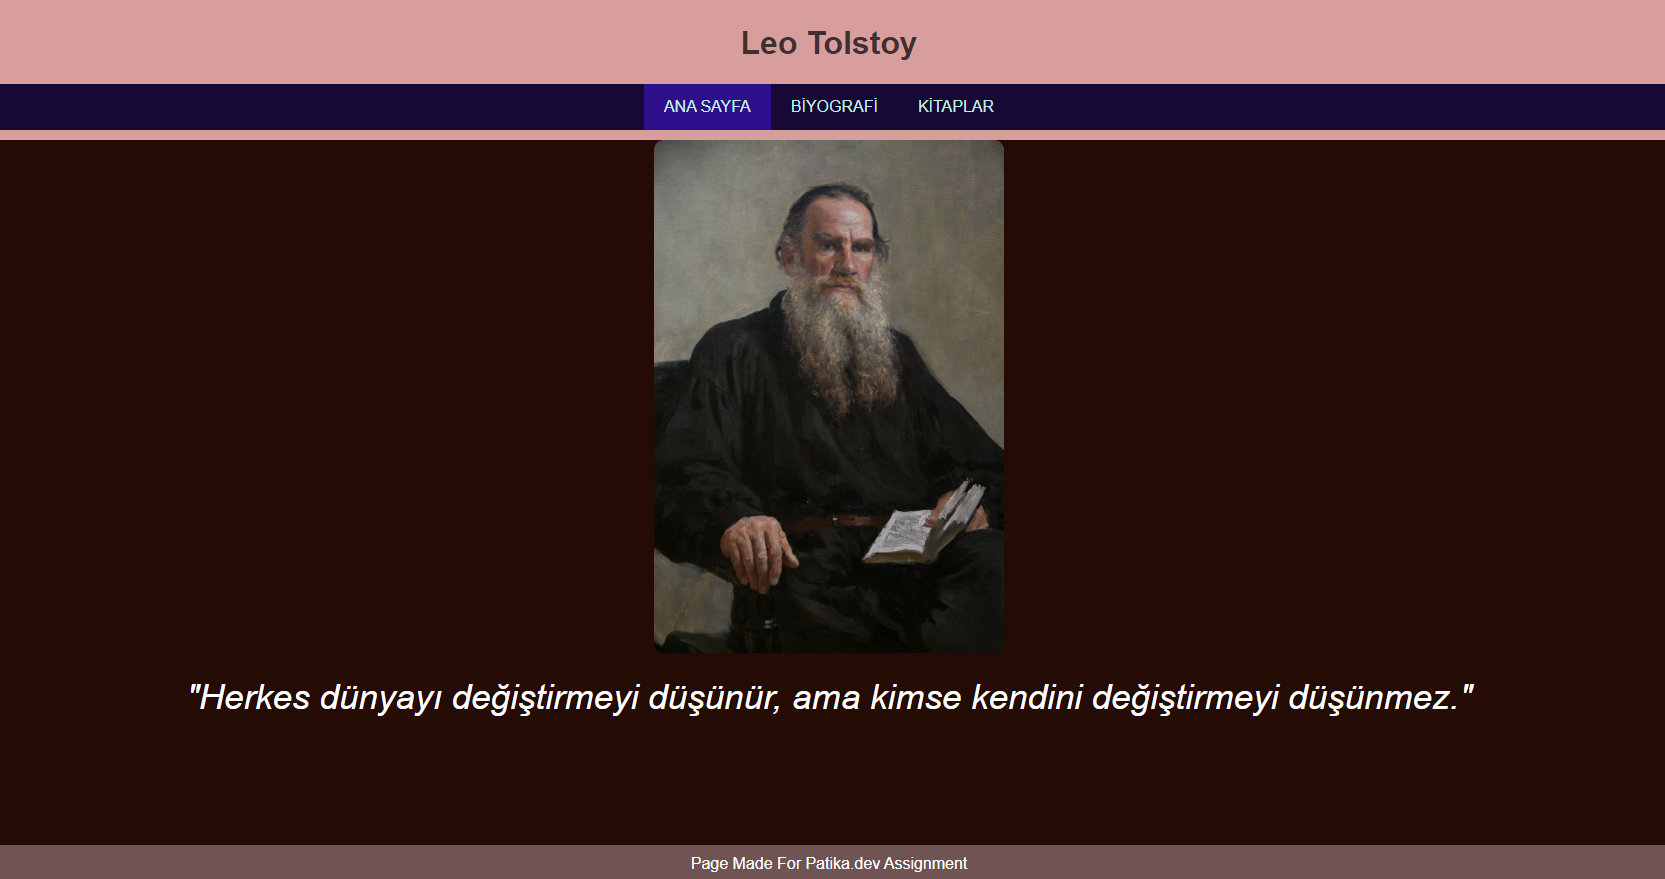 Leo Tolstoy
ANA SAYFA BİYOGRAFİ KİTAPLAR
"Herkes dünyayı değiştirmeyi düşünür, ama kimse kendini değiştirmeyi düşünmez."
Page Made For Patika.dev Assignment